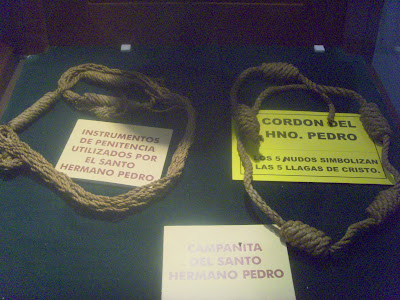 INSTRUMENTOS
DE PENITENCIA
UTILIZADOS POR
EL SANTO
HERMANO PEDRO
CORDON DEL
HNO. PEDRO
LOS 5 NUDOS SIMBOLIZAN
LAS 5 LLAGAS DE CRISTO.
CAMPANITA
DEL SANTO
HERMANO PEDRO